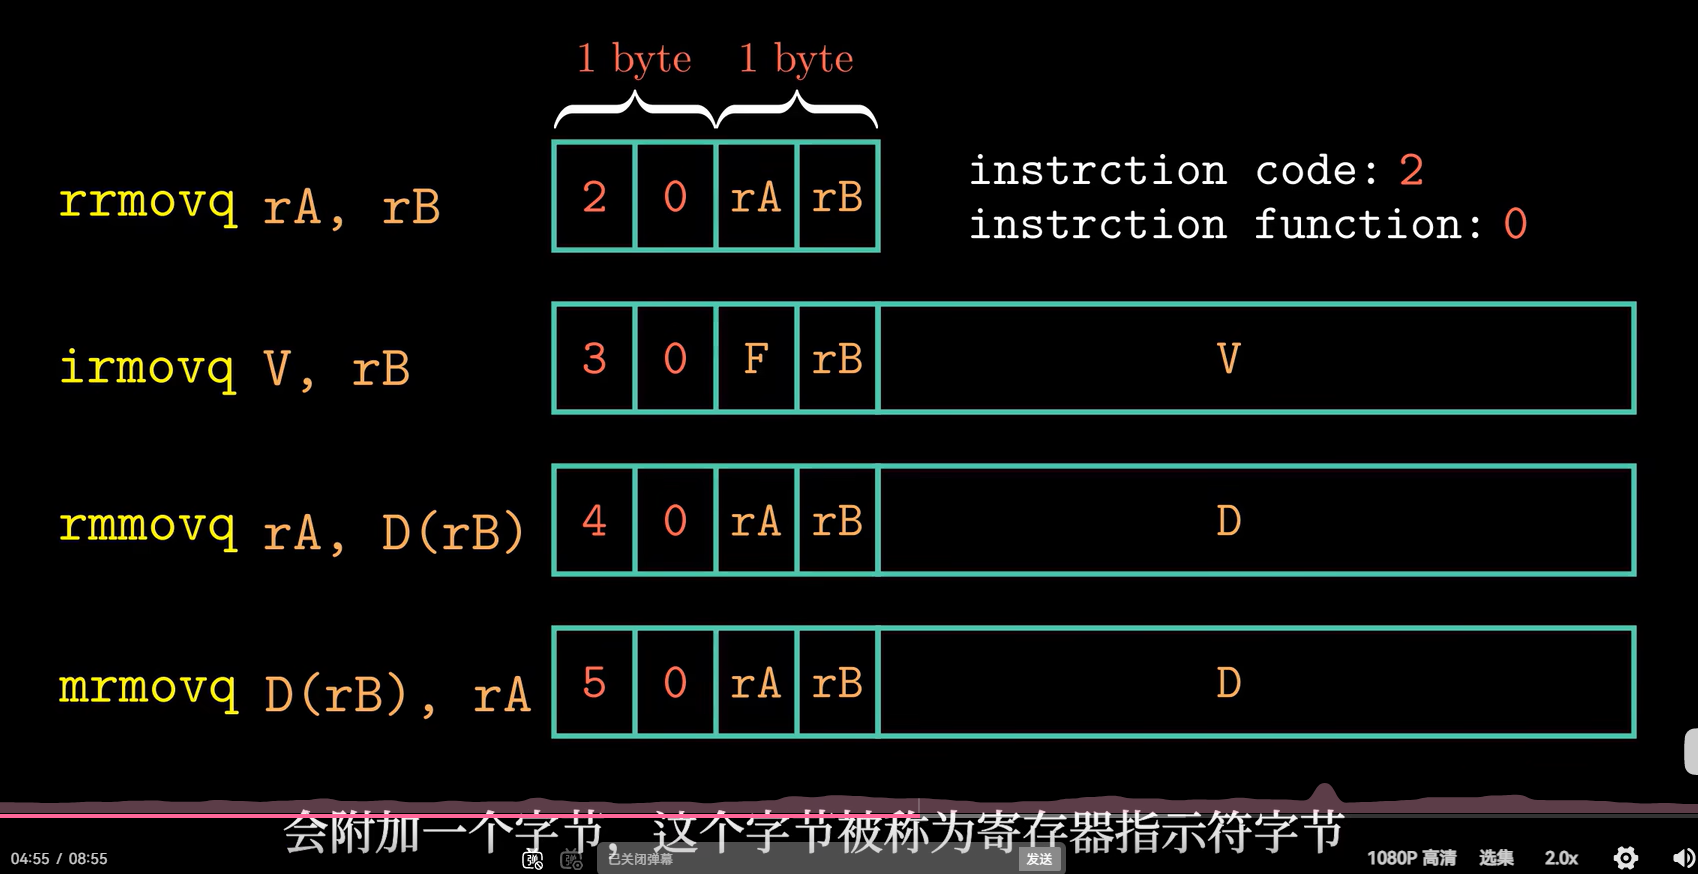 1 byte 1 byte
rrmovq rA, rB 2 0 rA rB
instrction code: 2
instrction function: 0
irmovq V, rB 3 0 F rB V
rmmovq rA, D(rB) 4 0 rA rB D
mrmovq D(rB), rA 5 0 rA rB D
会附加一个字节，这个字节被称为寄存器指示符字节
04:55 / 08:55 弹 弹 已关闭弹幕 发送 1080P 高清 选集 2.0x